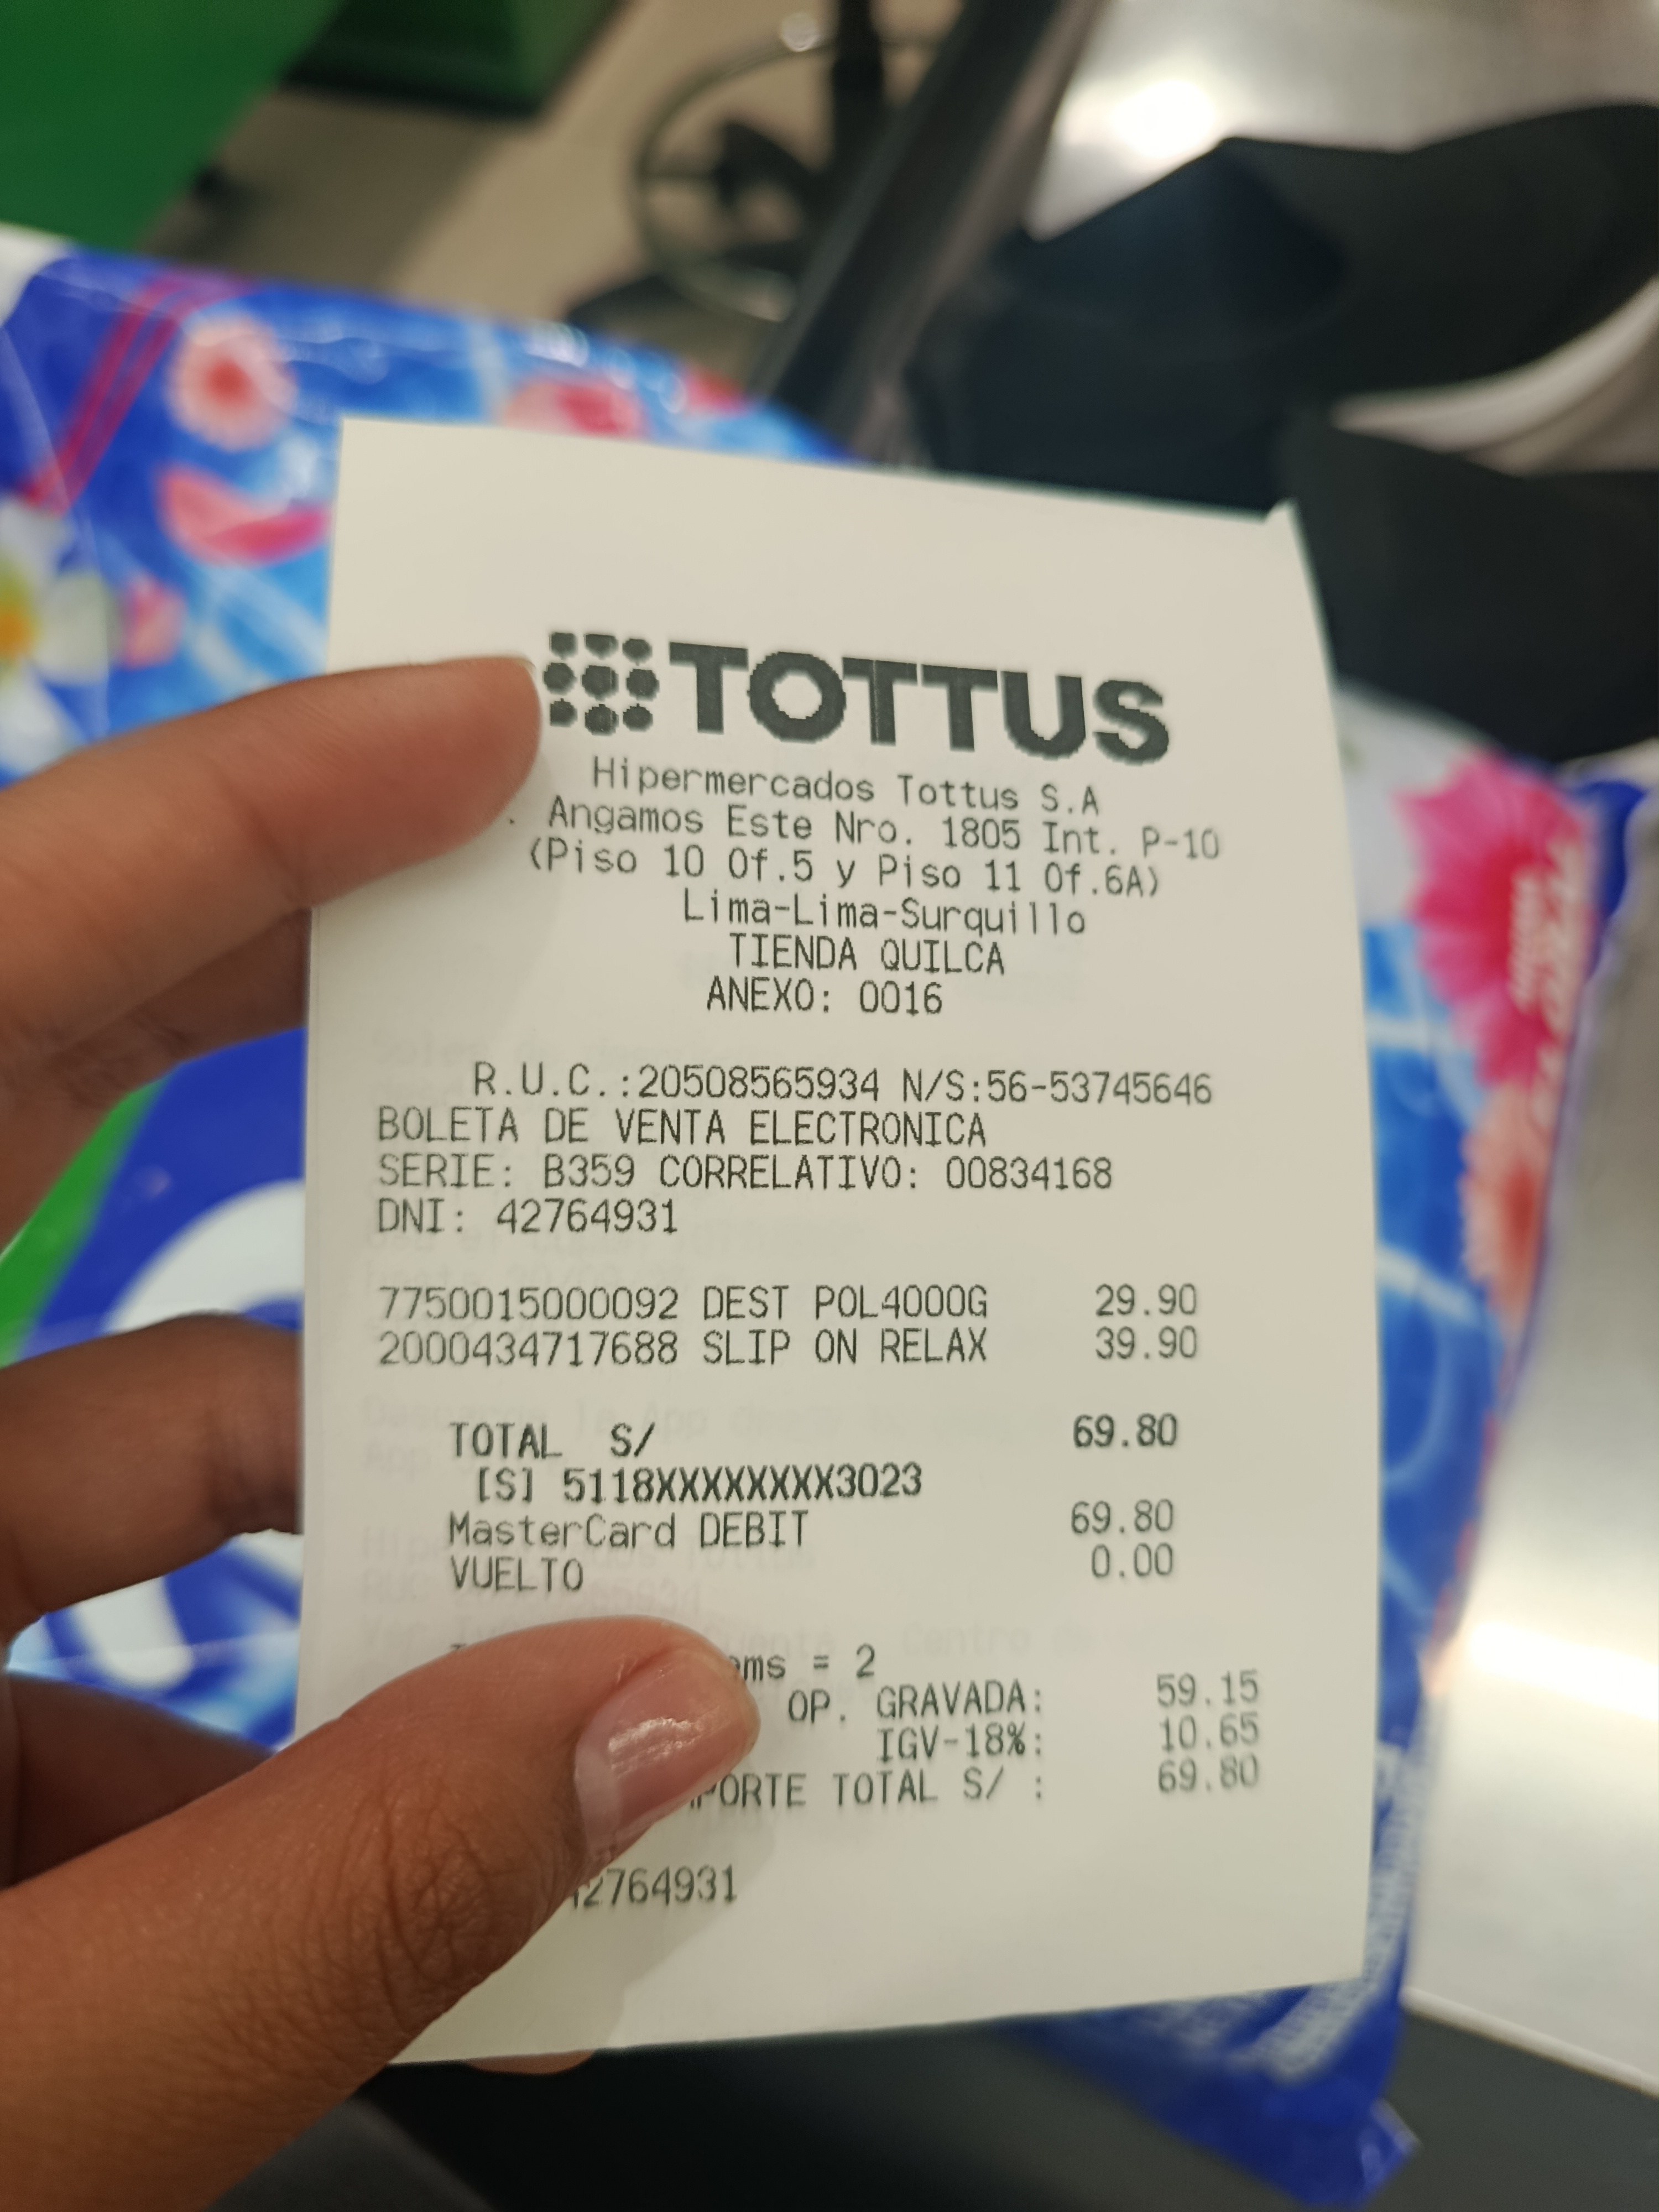 TOTTUS
Hipermercados Tottus S.A
. Angamos Este Nro. 1805 Int. P-10
(Piso 10 Of.5 y Piso 11 Of.6A)
Lima-Lima-Surquillo
TIENDA QUILCA
ANEXO: 0016
R.U.C.:20508565934 N/S:56-53745646
BOLETA DE VENTA ELECTRONICA
SERIE: B359 CORRELATIVO: 00834168
DNI: 42764931
7750015000092 DEST POL4000G 29.90
2000434717688 SLIP ON RELAX 39.90
TOTAL S/ 69.80
[S] 5118XXXXXXXX3023
MasterCard DEBIT 69.80
VUELTO 0.00
= 2
OP. GRAVADA: 59.15
IGV-18%: 10.65
PORTE TOTAL S/ : 69.80
42764931